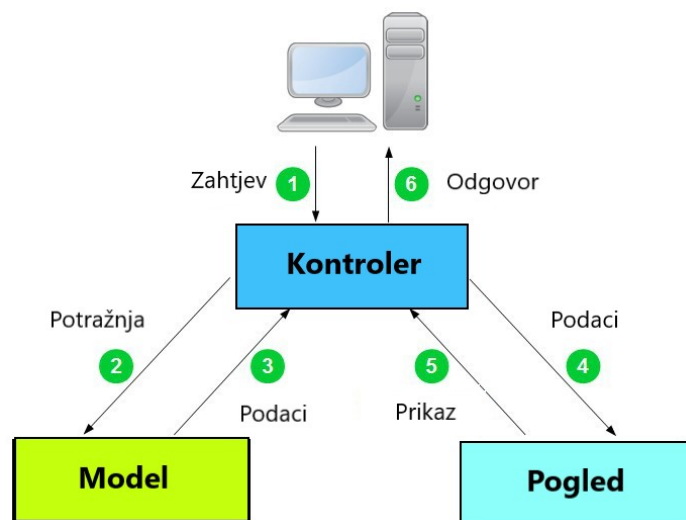 Zahtjev 1
6 Odgovor
Kontroler
Potražnja
Podaci
2
3
5
4
Podaci
Prikaz
Model
Pogled